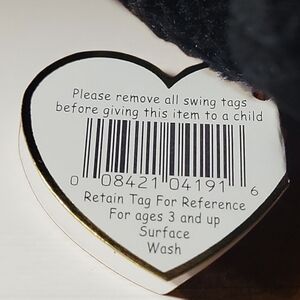 Please remove all swing tags
before giving this item to a child
0 08421 04191 6
Retain Tag For Reference
For ages 3 and up
Surface
Wash